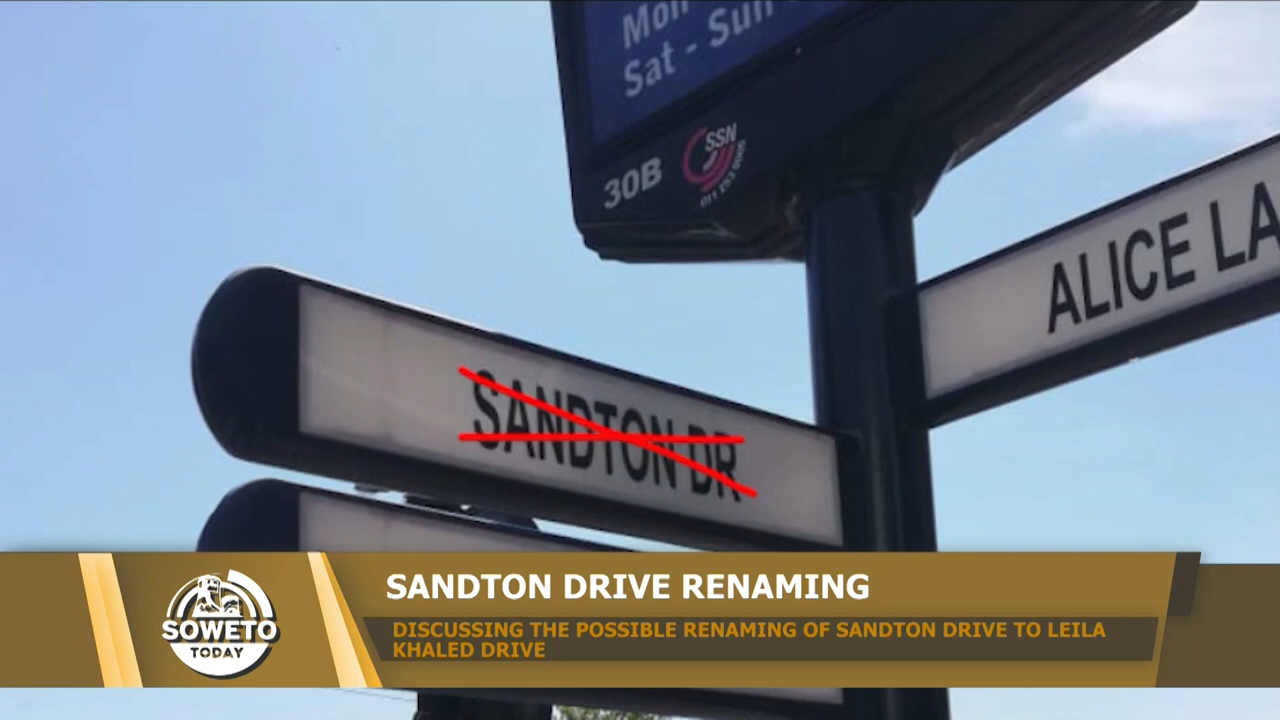 Mon
Sat - Sun
30B
SSN
ALICE LA
SANDTON DR
SOWETO
TODAY
SANDTON DRIVE RENAMING
DISCUSSING THE POSSIBLE RENAMING OF SANDTON DRIVE TO LEILA
KHALED DRIVE